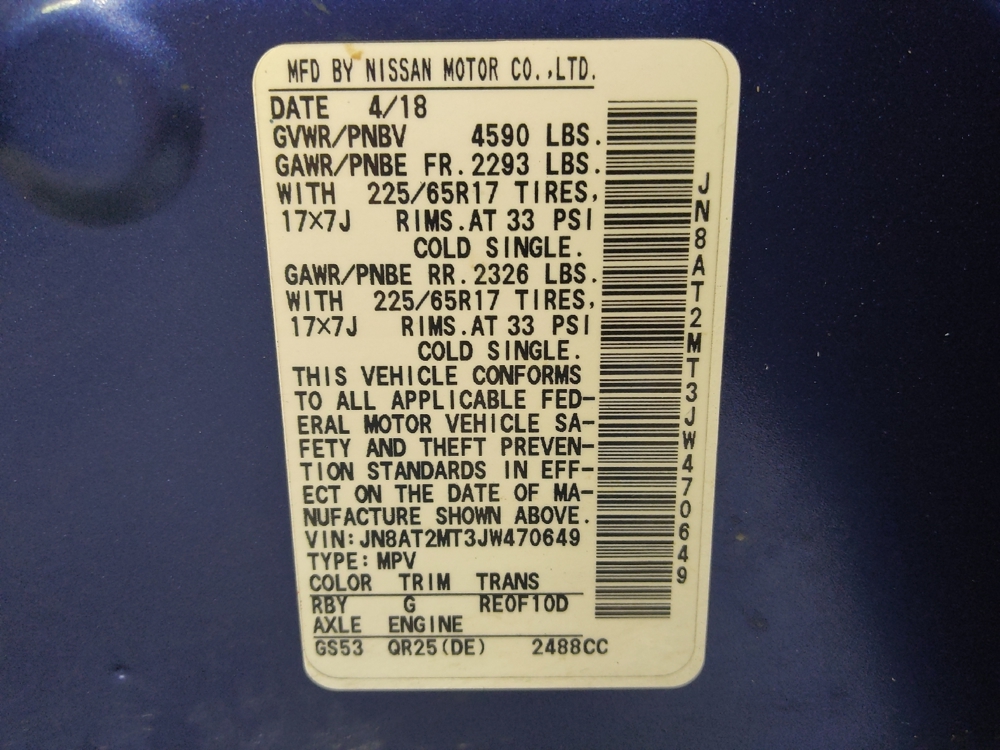 MFD BY NISSAN MOTOR CO.,LTD.
DATE 4/18
GVWR/PNBV 4590 LBS.
GAWR/PNBE FR.2293 LBS.
WITH 225/65R17 TIRES,
17×7J RIMS.AT 33 PSI
COLD SINGLE.
GAWR/PNBE RR.2326 LBS.
WITH 225/65R17 TIRES,
17×7J RIMS.AT 33 PSI
COLD SINGLE.
THIS VEHICLE CONFORMS
TO ALL APPLICABLE FED-
ERAL MOTOR VEHICLE SA-
FETY AND THEFT PREVEN-
TION STANDARDS IN EFF-
ECT ON THE DATE OF MA-
NUFACTURE SHOWN ABOVE.
VIN:JN8AT2MT3JW470649
TYPE:MPV
COLOR TRIM TRANS
RBY G RE0F10D
AXLE ENGINE
GS53 QR25(DE) 2488CC
JN8AT2MT3JW470649